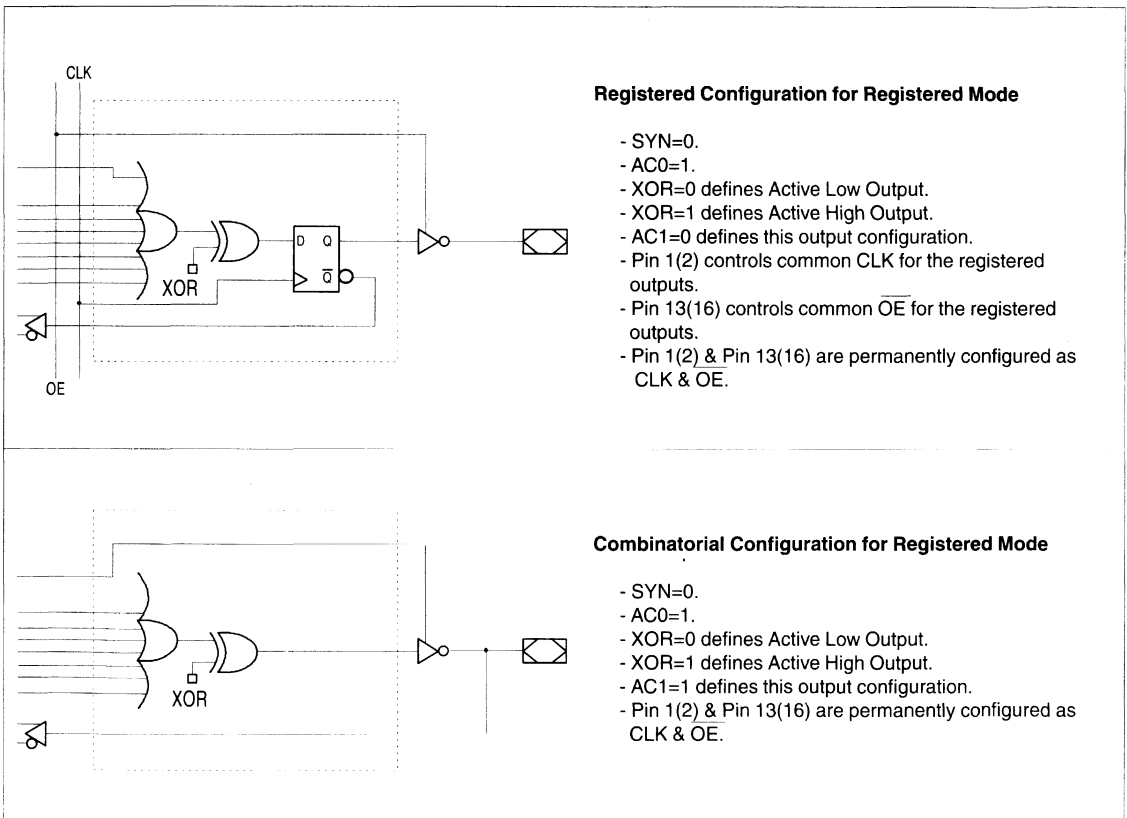 CLK
XOR
D Q
Q̅
OE
Registered Configuration for Registered Mode
- SYN=0.
- AC0=1.
- XOR=0 defines Active Low Output.
- XOR=1 defines Active High Output.
- AC1=0 defines this output configuration.
- Pin 1(2) controls common CLK for the registered
outputs.
- Pin 13(16) controls common O̅E̅ for the registered
outputs.
- Pin 1(2) & Pin 13(16) are permanently configured as
CLK & O̅E̅.
XOR
Combinatorial Configuration for Registered Mode
- SYN=0.
- AC0=1.
- XOR=0 defines Active Low Output.
- XOR=1 defines Active High Output.
- AC1=1 defines this output configuration.
- Pin 1(2) & Pin 13(16) are permanently configured as
CLK & O̅E̅.